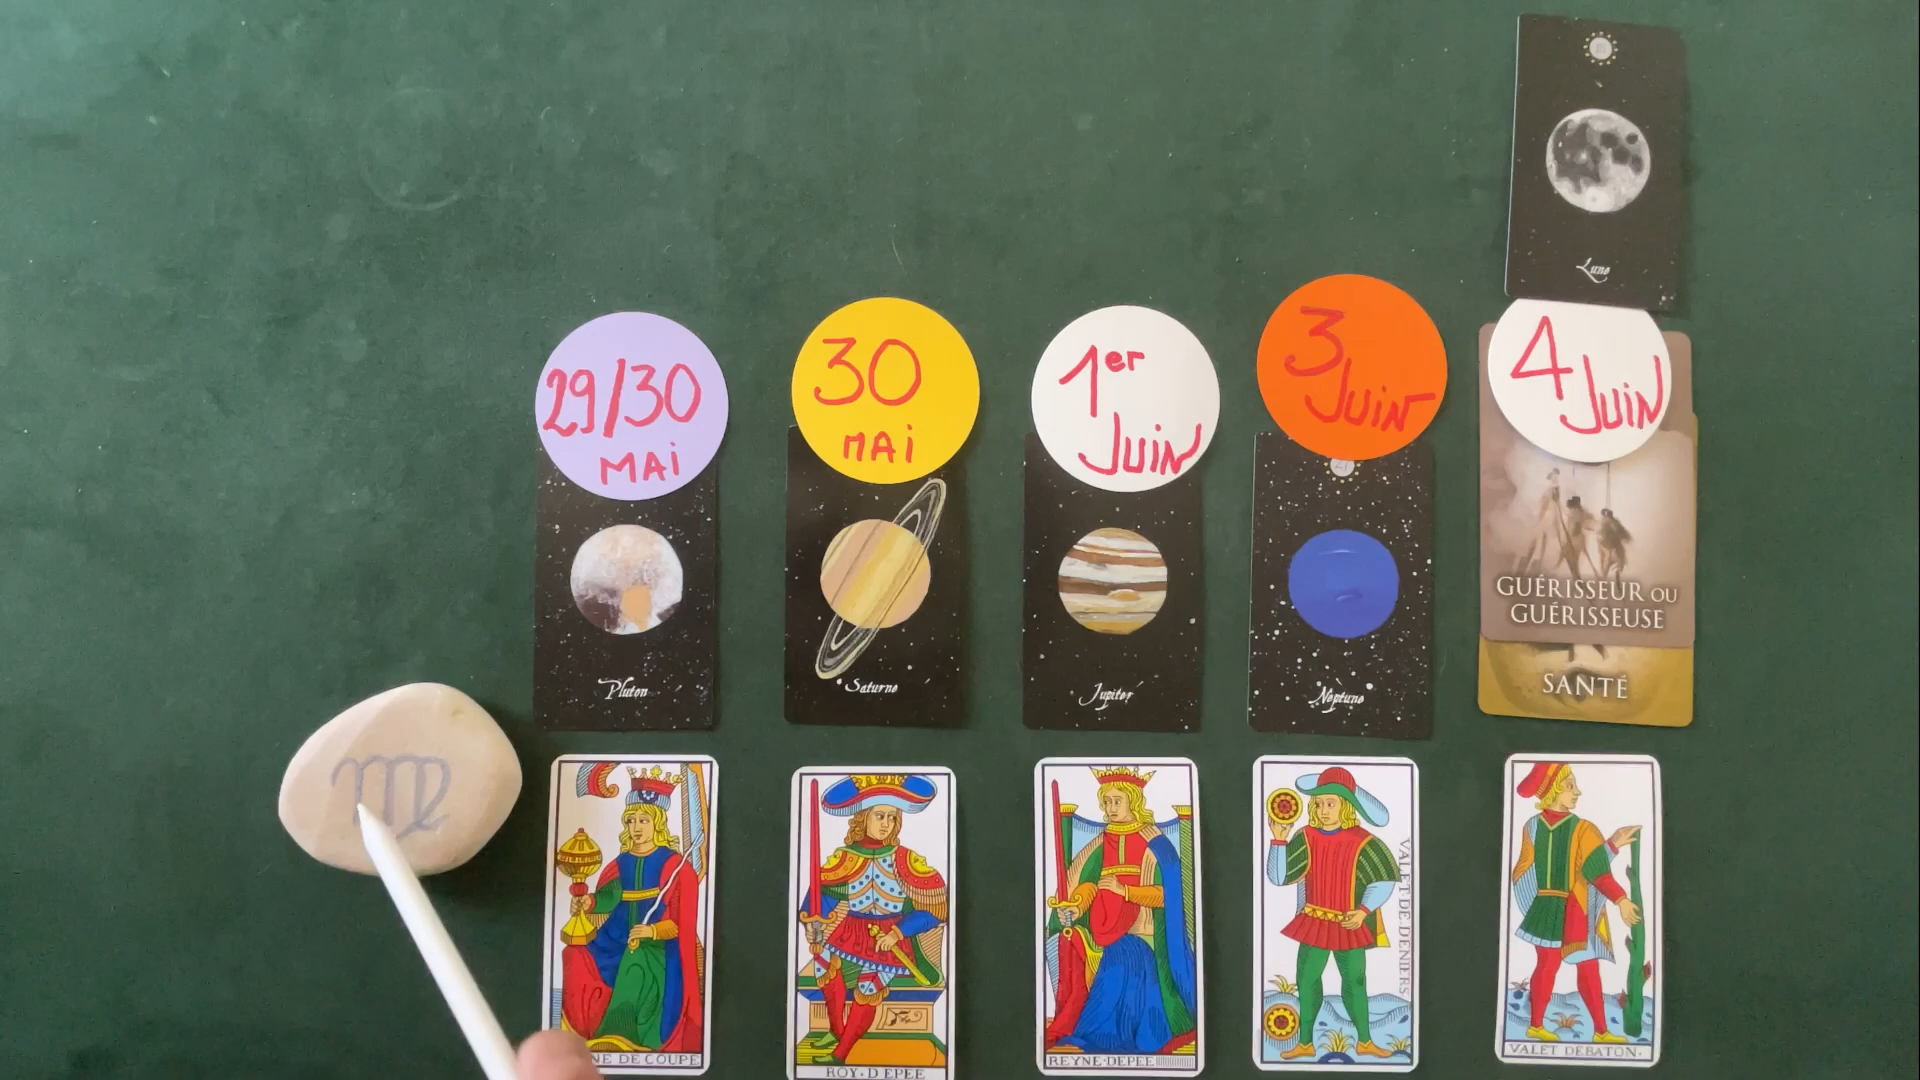 Lune
29/30
MAi
30
MAi
1er
JUiN
3
JUiN
4
JUiN
Pluton
Saturne
Jupiter
21
Neptune
GUÉRISSEUR OU
GUÉRISSEUSE
SANTÉ
NE DE COUPE
ROY·D EPEE
REYNE·DEPEE
VALET DE DENIERS
VALET DEBATON·